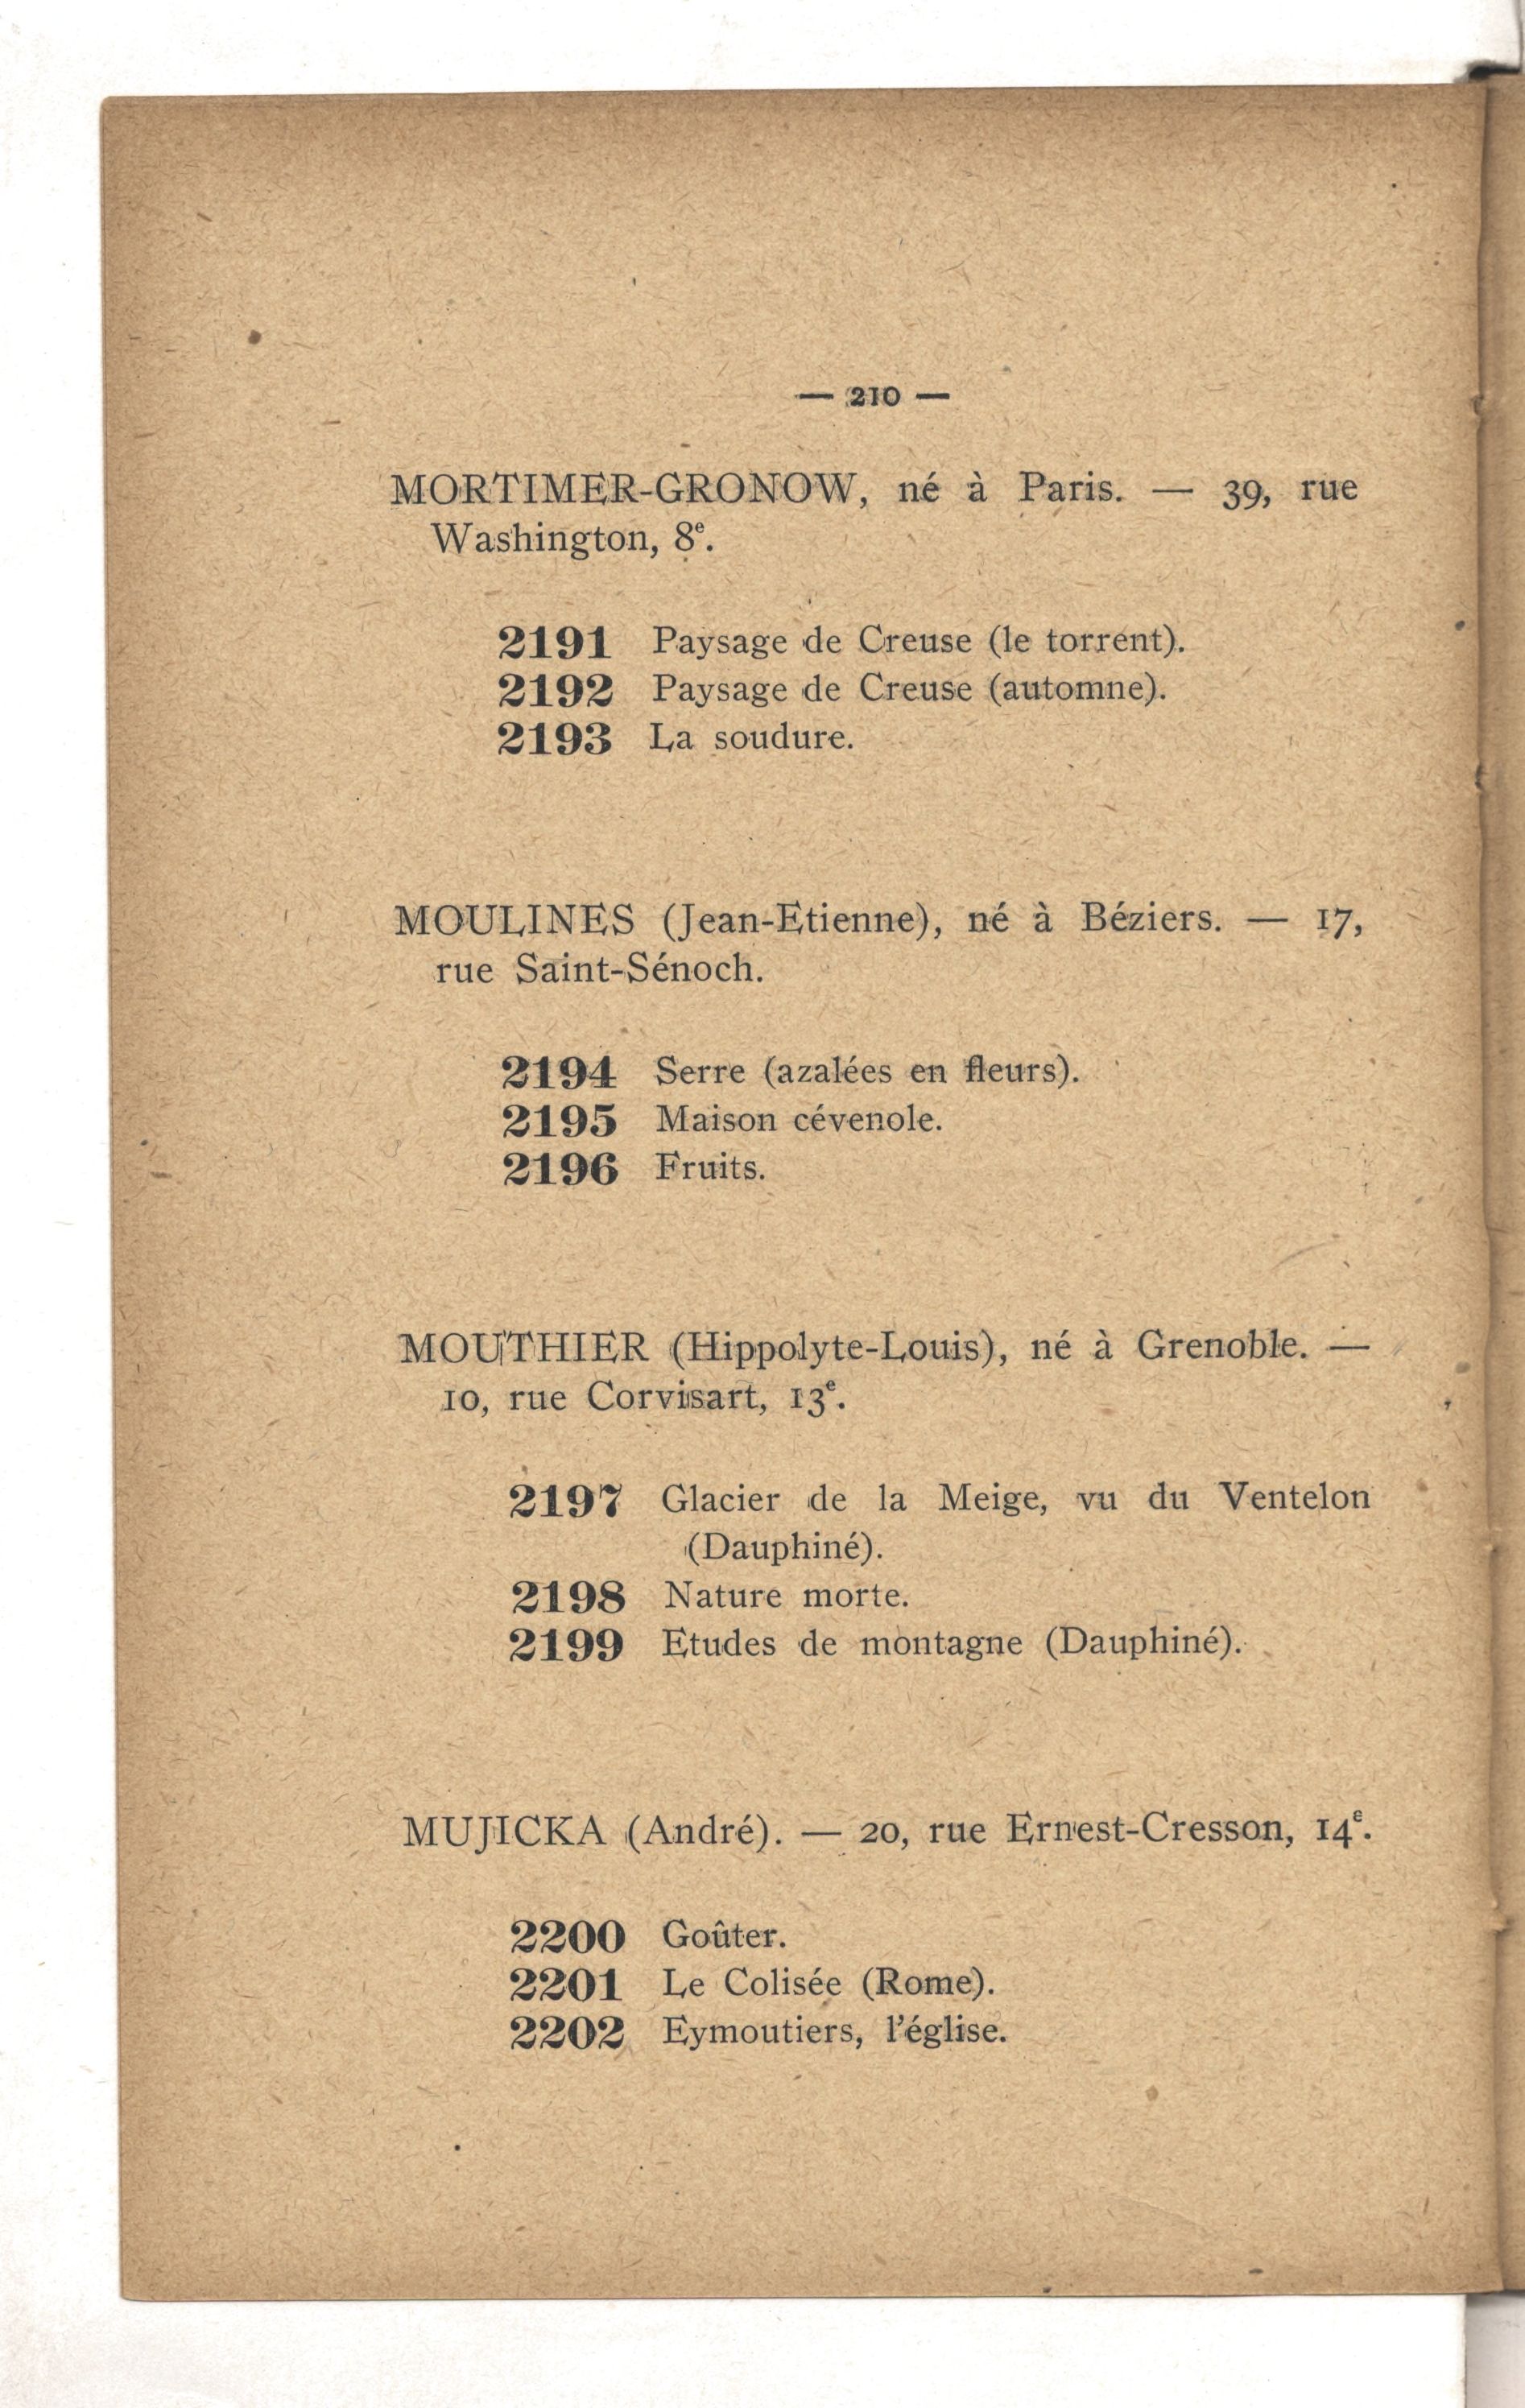 — 210 —
MORTIMER-GRONOW, né à Paris. — 39, rue
Washington, 8e.
2191 Paysage de Creuse (le torrent).
2192 Paysage de Creuse (automne).
2193 La soudure.
MOULINES (Jean-Etienne), né à Béziers. — 17,
rue Saint-Sénoch.
2194 Serre (azalées en fleurs).
2195 Maison cévenole.
2196 Fruits.
MOUTHIER (Hippolyte-Louis), né à Grenoble. —
10, rue Corvisart, 13e.
2197 Glacier de la Meige, vu du Ventelon
(Dauphiné).
2198 Nature morte.
2199 Etudes de montagne (Dauphiné).
MUJICKA (André). — 20, rue Ernest-Cresson, 14e.
2200 Goûter.
2201 Le Colisée (Rome).
2202 Eymoutiers, l'église.